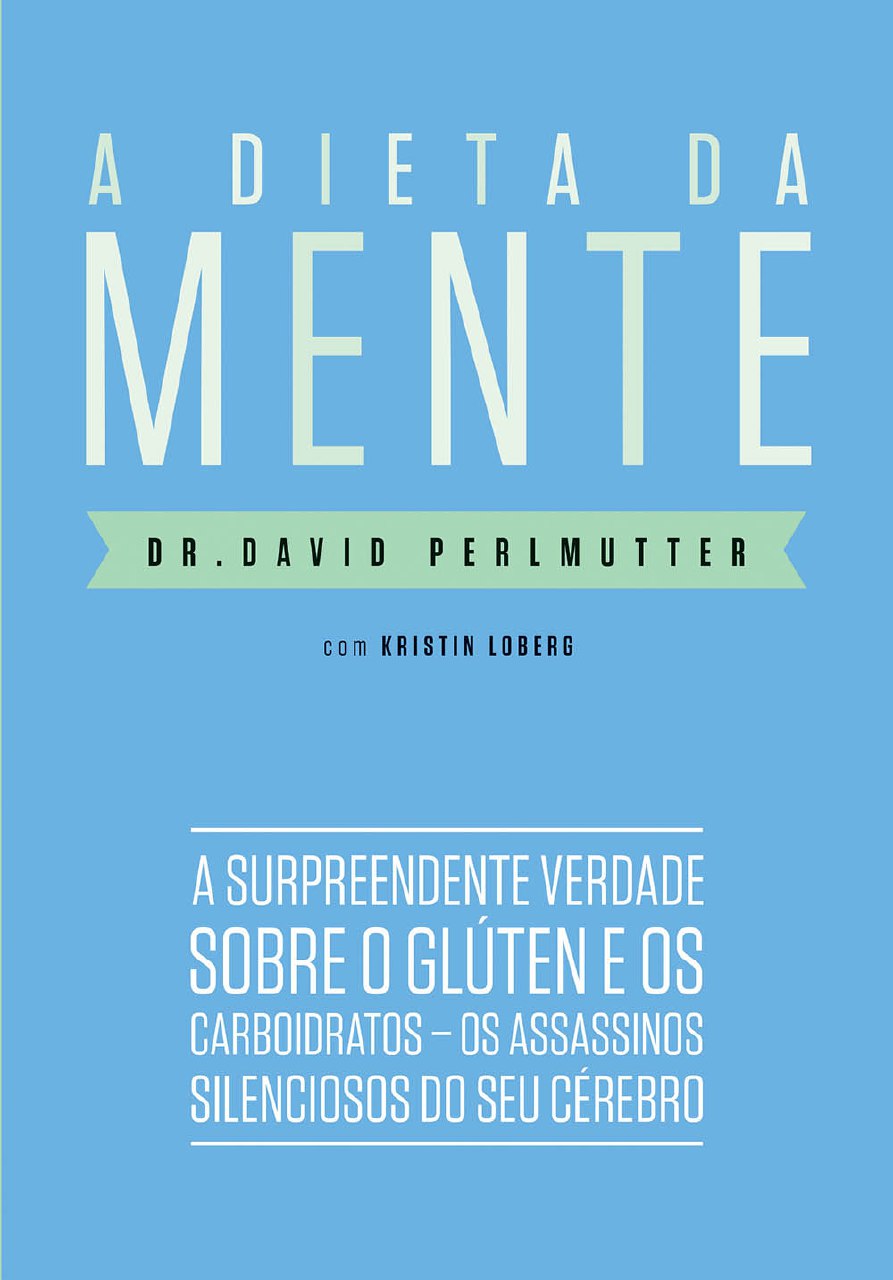 A DIETA DA
MENTE
DR. DAVID PERLMUTTER
com KRISTIN LOBERG
A SURPREENDENTE VERDADE
SOBRE O GLÚTEN E OS
CARBOIDRATOS – OS ASSASSINOS
SILENCIOSOS DO SEU CÉREBRO